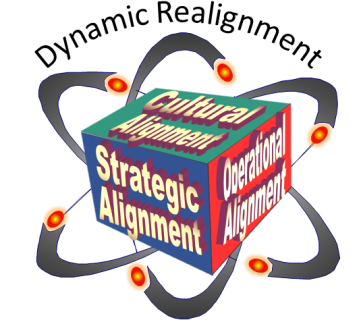 Dynamic Realignment
Cultural
Alignment
Strategic
Alignment
Operational
Alignment